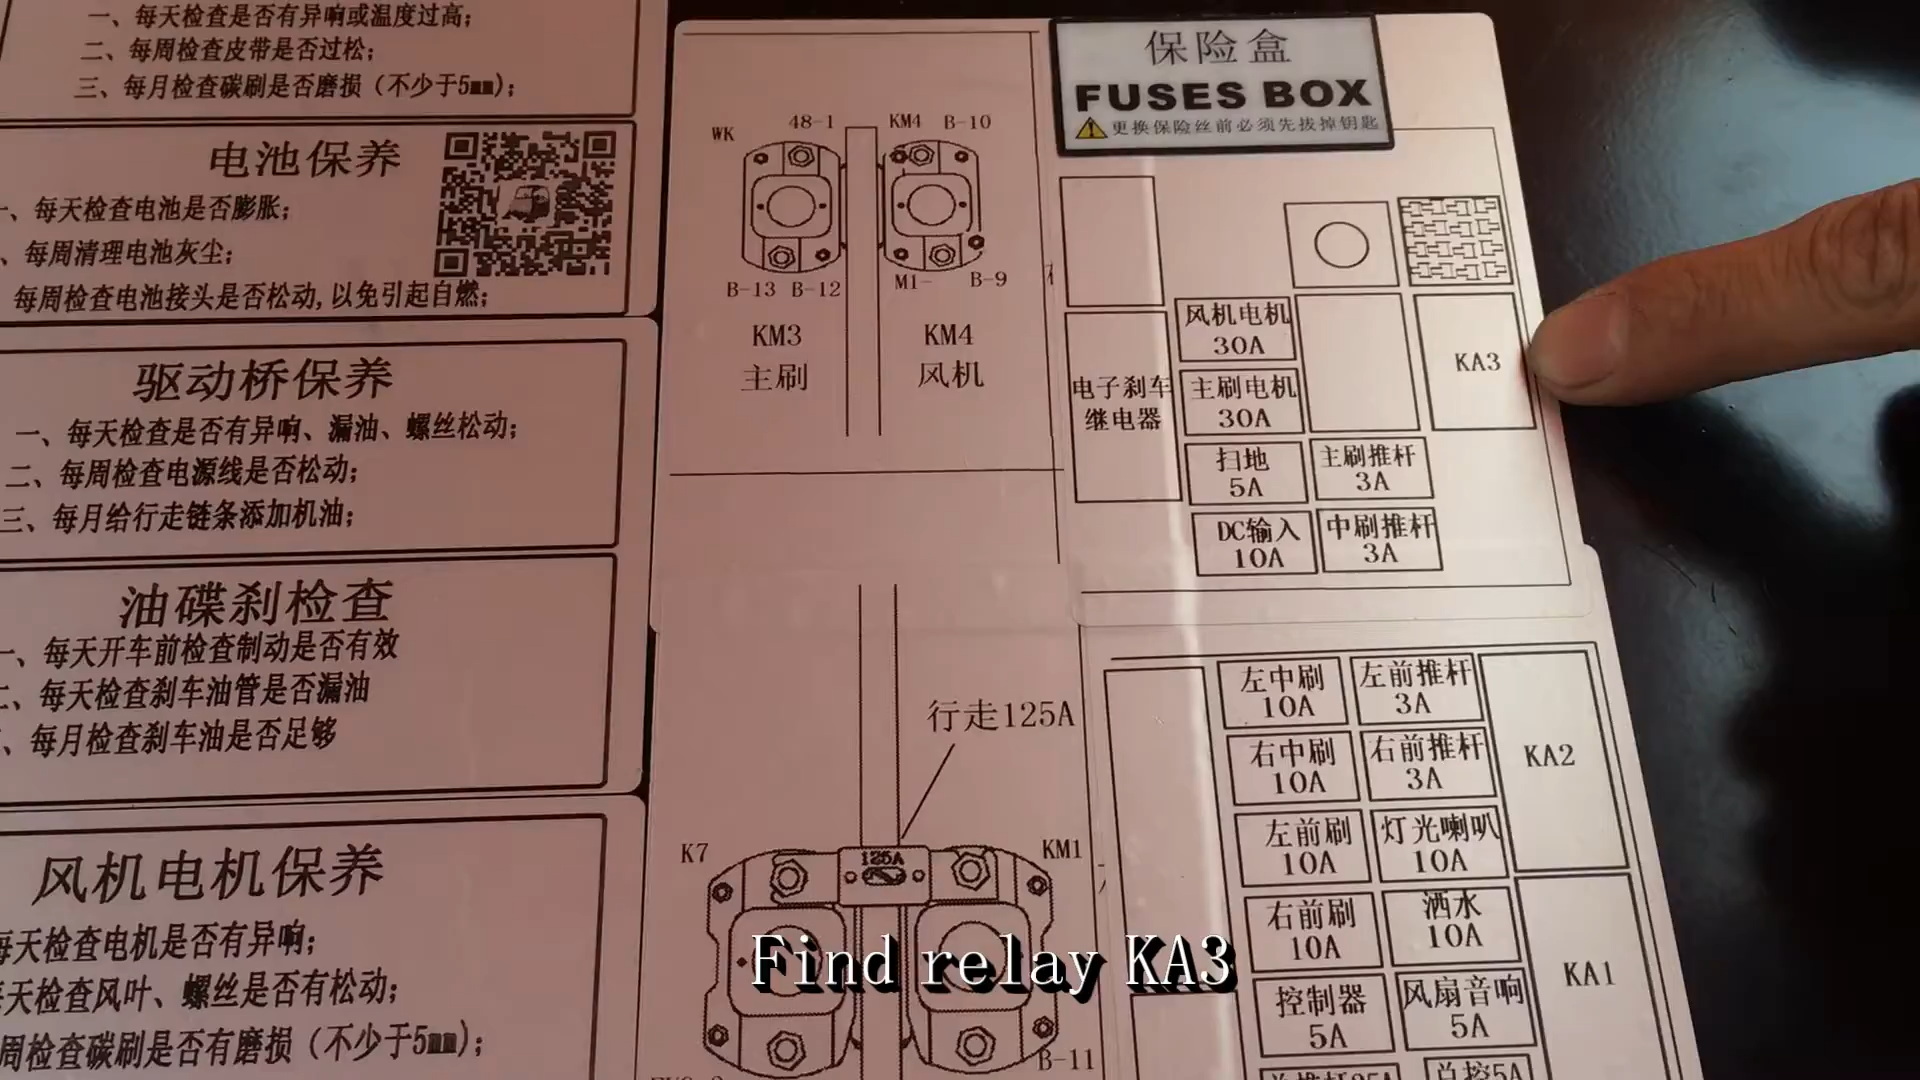 一、每天检查是否有异响或温度过高;
二、每周检查皮带是否过松;
三、每月检查碳刷是否磨损(不少于5mm);
电池保养
一、每天检查电池是否膨胀;
、每周清理电池灰尘;
每周检查电池接头是否松动,以免引起自燃;
驱动桥保养
一、每天检查是否有异响、漏油、螺丝松动;
二、每周检查电源线是否松动;
三、每月给行走链条添加机油;
油碟刹检查
一、每天开车前检查制动是否有效
二、每天检查刹车油管是否漏油
、每月检查刹车油是否足够
风机电机保养
每天检查电机是否有异响;
每天检查风叶、螺丝是否有松动;
周检查碳刷是否有磨损(不少于5mm);
WK 48-1 KM4 B-10
B-13 B-12 M1- B-9
KM3 KM4
主刷 风机
行走125A
K7 125A KM1
B-11
保险盒
FUSES BOX
更换保险丝前必须先拔掉钥匙
电子刹车
继电器
风机电机
30A
KA3
主刷电机
30A
扫地
5A
主刷推杆
3A
DC输入
10A
中刷推杆
3A
左中刷
10A
左前推杆
3A
右中刷
10A
右前推杆
3A
KA2
左前刷
10A
灯光喇叭
10A
右前刷
10A
洒水
10A
KA1
控制器
5A
风扇音响
5A
总控5A
Find relay KA3